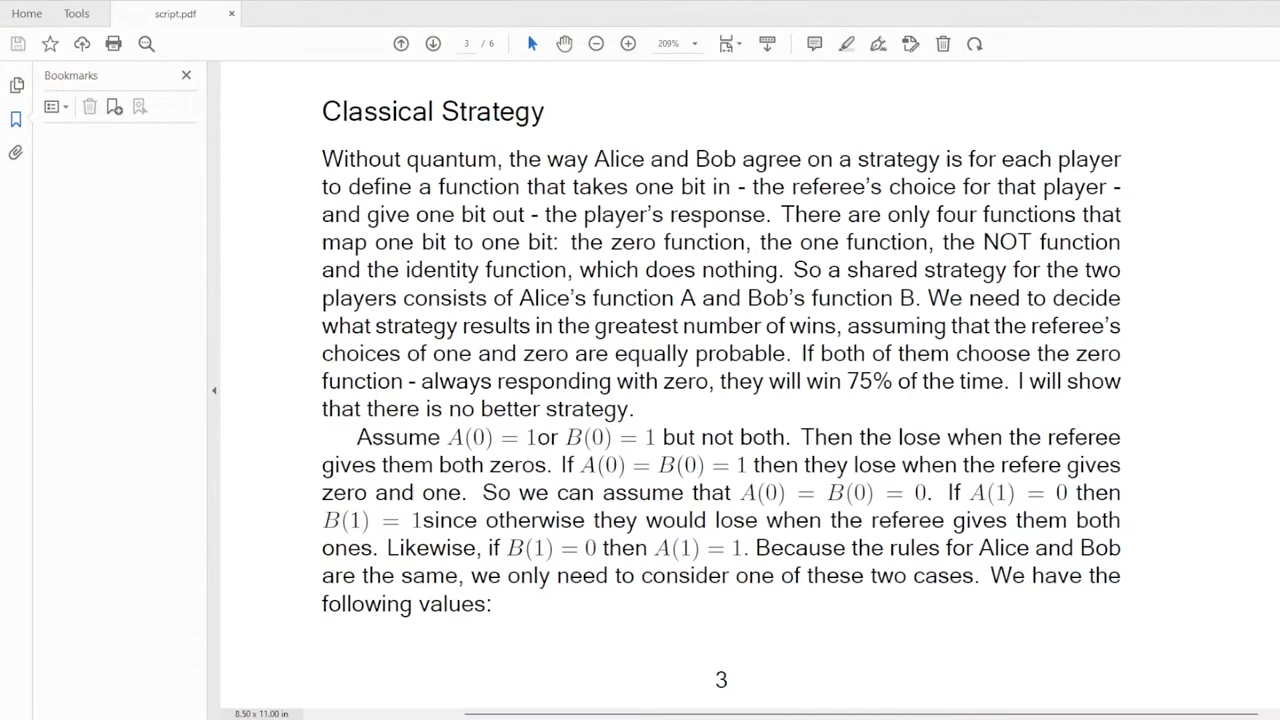 Home Tools script.pdf ×
3 / 6 209%
Bookmarks
Classical Strategy
Without quantum, the way Alice and Bob agree on a strategy is for each player
to define a function that takes one bit in - the referee's choice for that player -
and give one bit out - the player's response. There are only four functions that
map one bit to one bit: the zero function, the one function, the NOT function
and the identity function, which does nothing. So a shared strategy for the two
players consists of Alice's function A and Bob's function B. We need to decide
what strategy results in the greatest number of wins, assuming that the referee's
choices of one and zero are equally probable. If both of them choose the zero
function - always responding with zero, they will win 75% of the time. I will show
that there is no better strategy.
Assume A(0) = 1or B(0) = 1 but not both. Then the lose when the referee
gives them both zeros. If A(0) = B(0) = 1 then they lose when the refere gives
zero and one. So we can assume that A(0) = B(0) = 0. If A(1) = 0 then
B(1) = 1since otherwise they would lose when the referee gives them both
ones. Likewise, if B(1) = 0 then A(1) = 1. Because the rules for Alice and Bob
are the same, we only need to consider one of these two cases. We have the
following values:
3
8.50 x 11.00 in